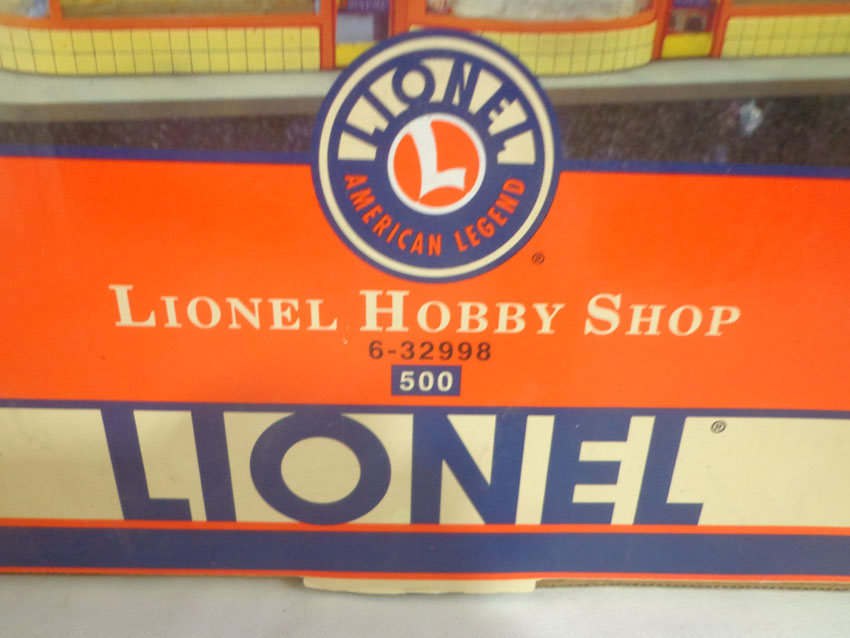 LIONEL
L
AMERICAN LEGEND
®
LIONEL HOBBY SHOP
6-32998
500
LIONEL®